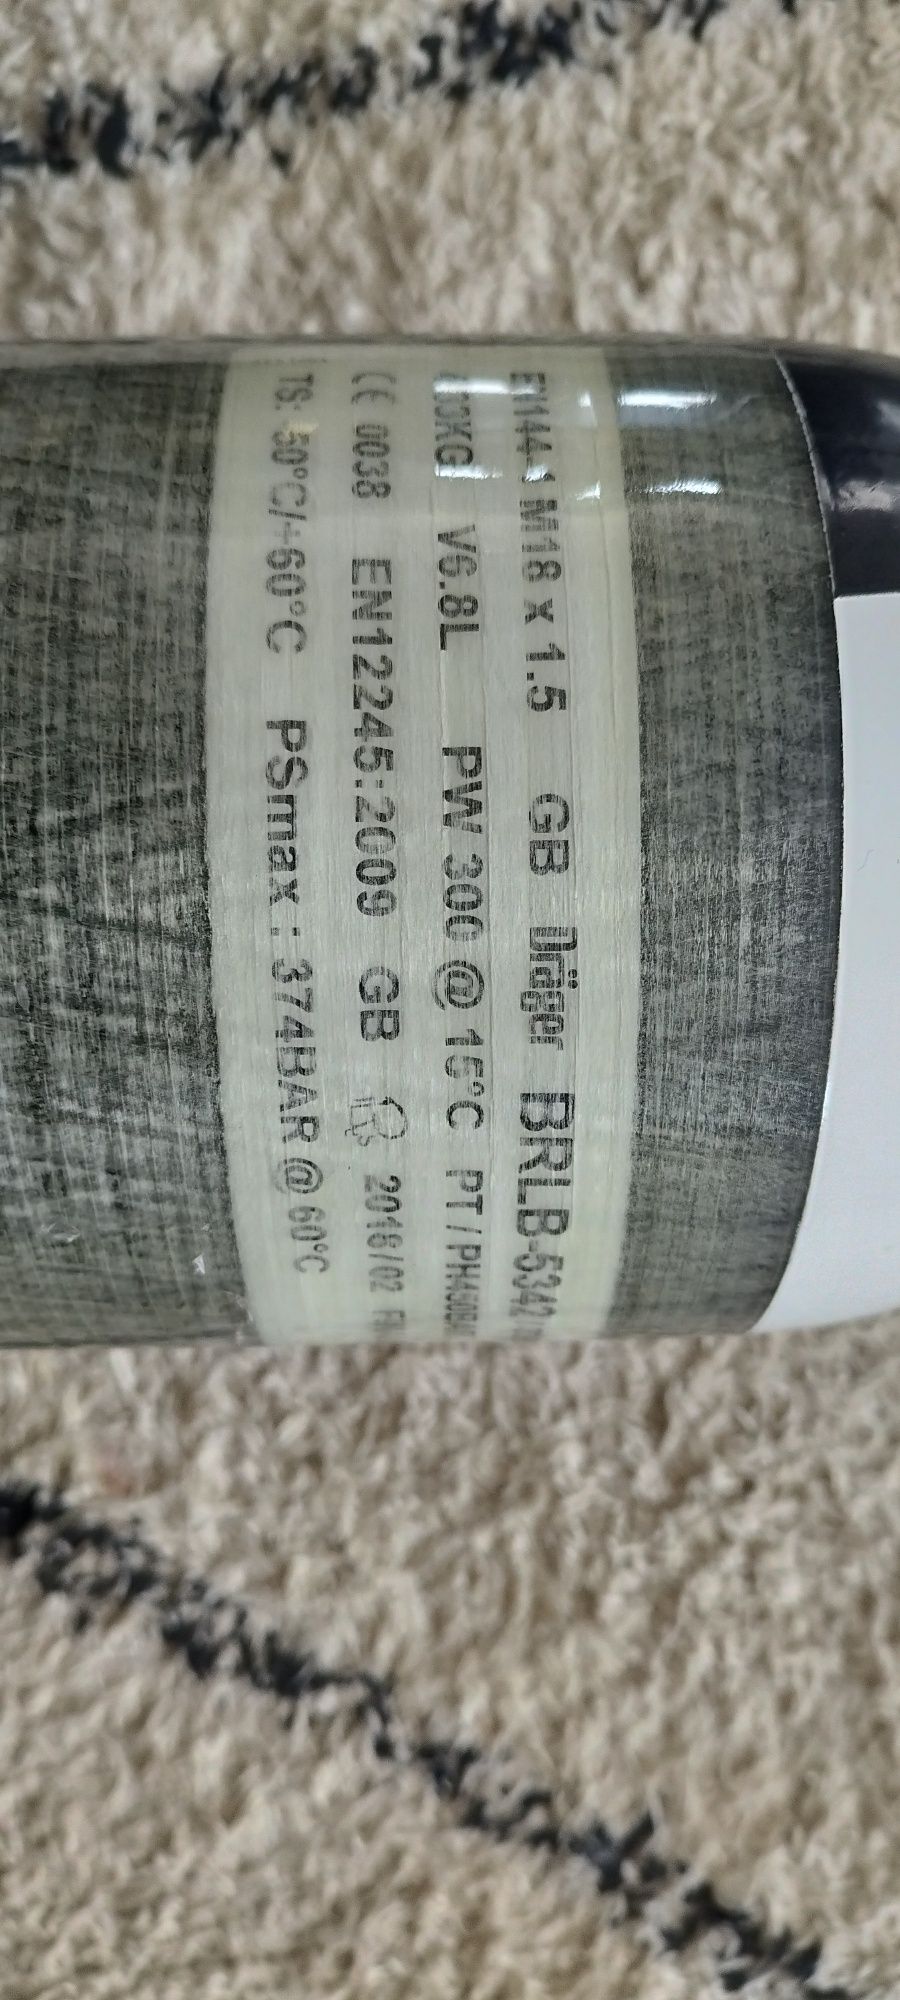 EN144-1 M18 x 1.5 GB Dräger BRLB-5342
V6.8L PW 300 @ 15°C PT / PH450BA
CE 0038 EN12245:2009 GB 2018/02
TS: 50°C/+60°C PSmax: 374BAR @ 60°C